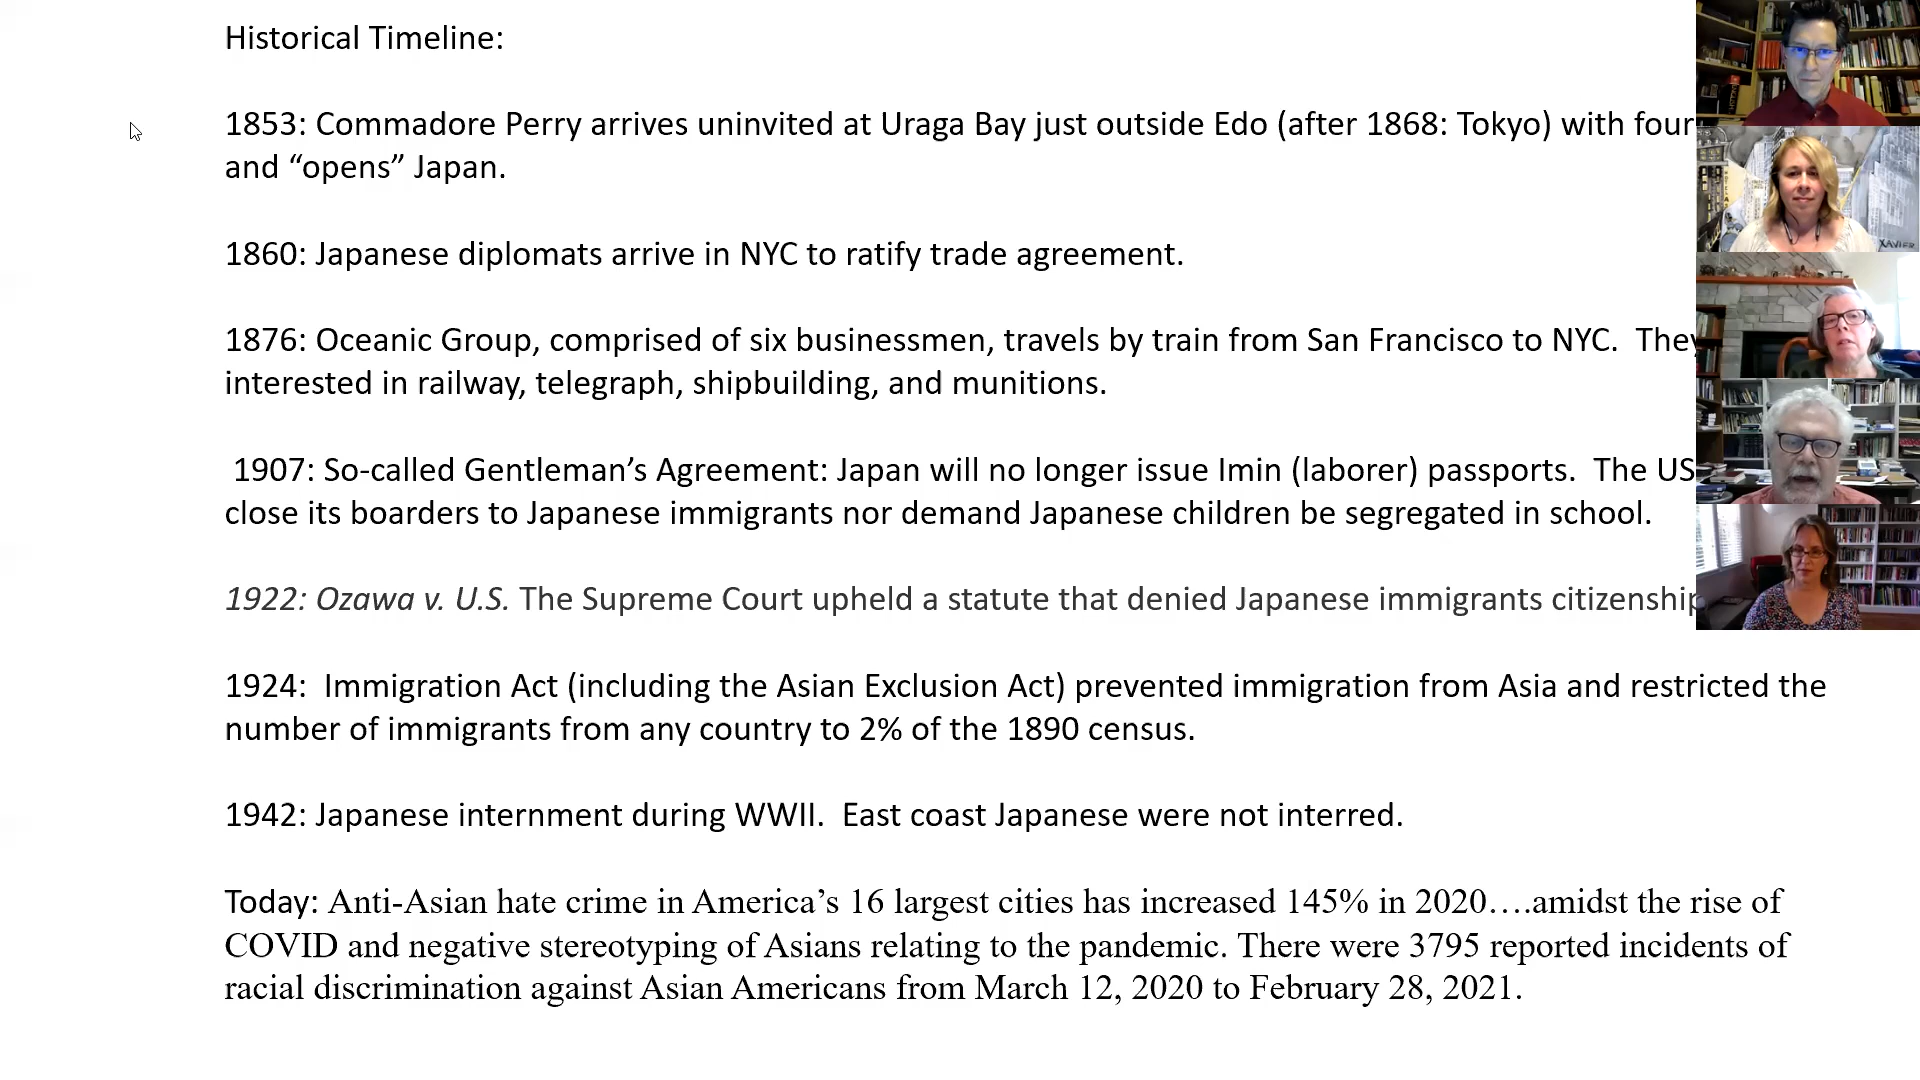 Historical Timeline:
1853: Commadore Perry arrives uninvited at Uraga Bay just outside Edo (after 1868: Tokyo) with four
and “opens” Japan.
1860: Japanese diplomats arrive in NYC to ratify trade agreement.
1876: Oceanic Group, comprised of six businessmen, travels by train from San Francisco to NYC.  They
interested in railway, telegraph, shipbuilding, and munitions.
1907: So-called Gentleman’s Agreement: Japan will no longer issue Imin (laborer) passports.  The US
close its boarders to Japanese immigrants nor demand Japanese children be segregated in school.
1922: Ozawa v. U.S. The Supreme Court upheld a statute that denied Japanese immigrants citizenship
1924:  Immigration Act (including the Asian Exclusion Act) prevented immigration from Asia and restricted the
number of immigrants from any country to 2% of the 1890 census.
1942: Japanese internment during WWII.  East coast Japanese were not interred.
Today: Anti-Asian hate crime in America’s 16 largest cities has increased 145% in 2020….amidst the rise of
COVID and negative stereotyping of Asians relating to the pandemic. There were 3795 reported incidents of
racial discrimination against Asian Americans from March 12, 2020 to February 28, 2021.
XAVIER